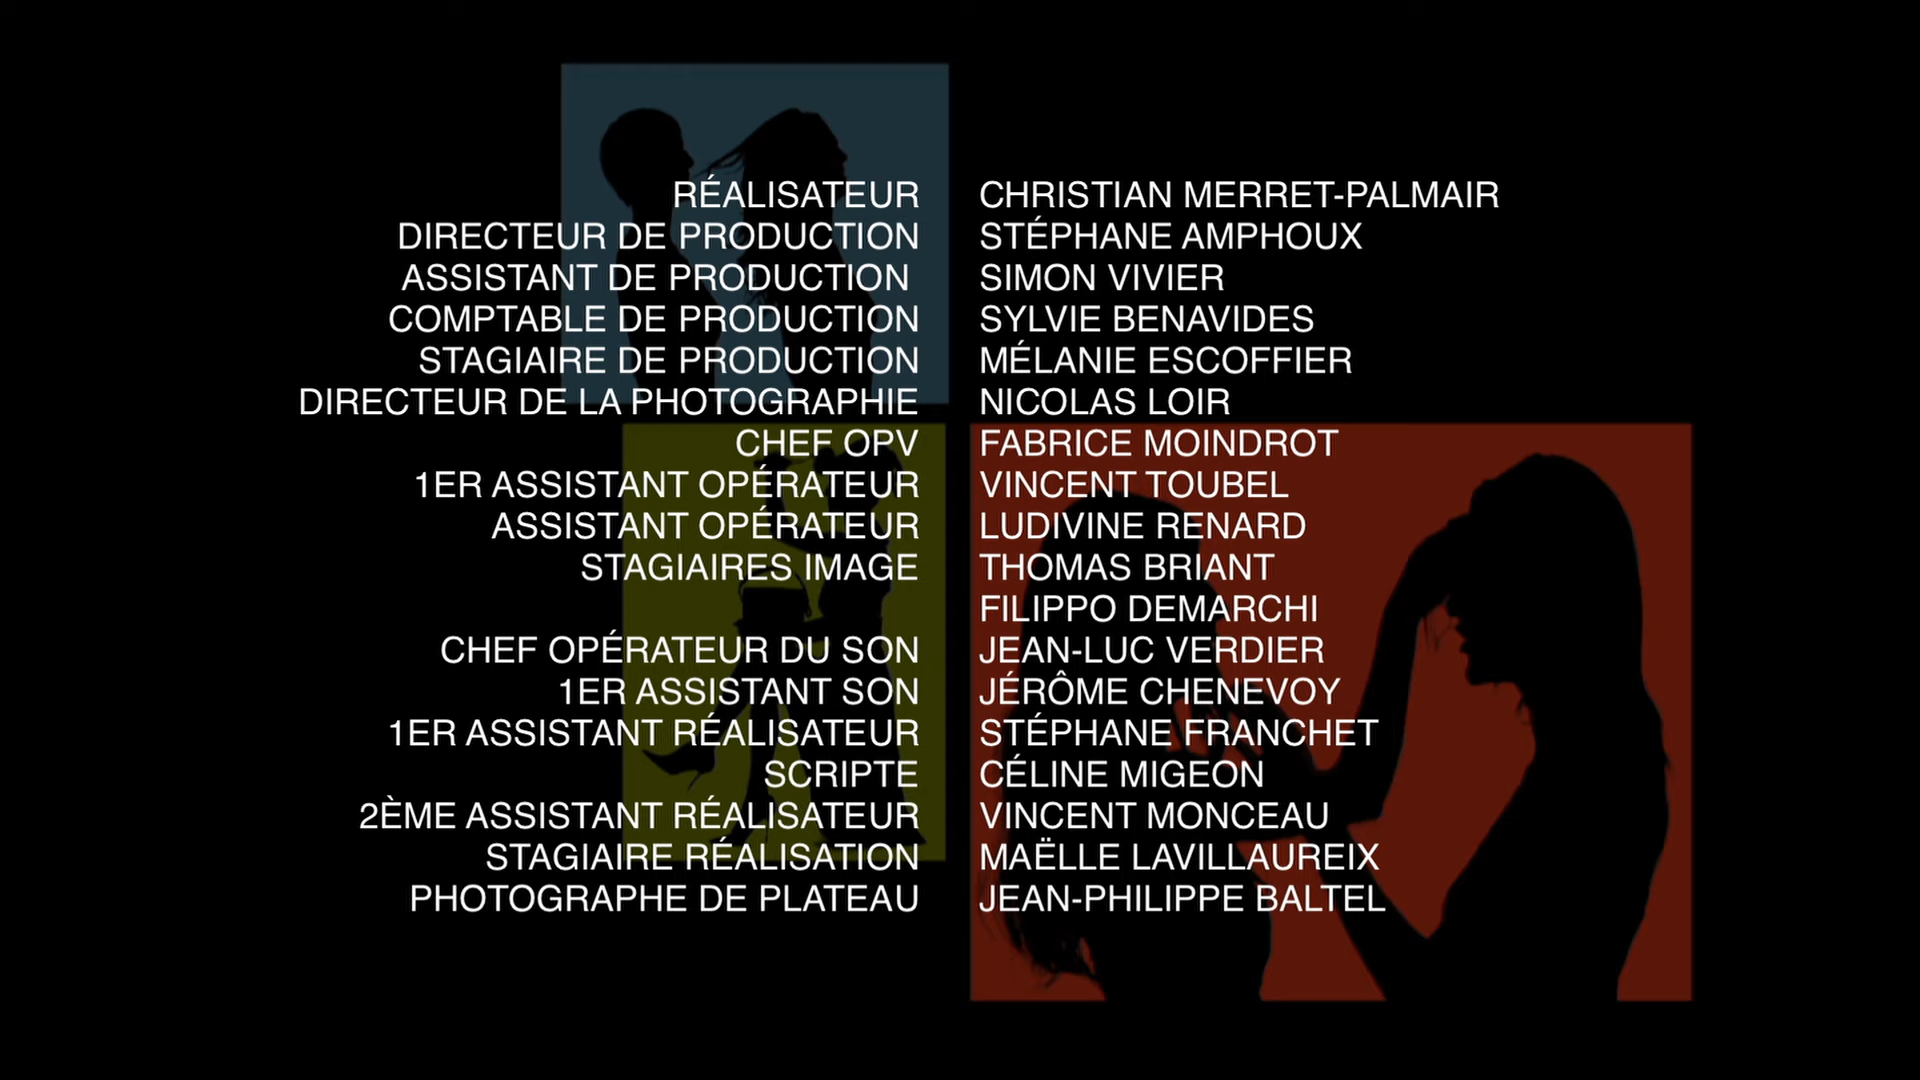 RÉALISATEUR CHRISTIAN MERRET-PALMAIR
DIRECTEUR DE PRODUCTION STÉPHANE AMPHOUX
ASSISTANT DE PRODUCTION SIMON VIVIER
COMPTABLE DE PRODUCTION SYLVIE BENAVIDES
STAGIAIRE DE PRODUCTION MÉLANIE ESCOFFIER
DIRECTEUR DE LA PHOTOGRAPHIE NICOLAS LOIR
CHEF OPV FABRICE MOINDROT
1ER ASSISTANT OPÉRATEUR VINCENT TOUBEL
ASSISTANT OPÉRATEUR LUDIVINE RENARD
STAGIAIRES IMAGE THOMAS BRIANT
FILIPPO DEMARCHI
CHEF OPÉRATEUR DU SON JEAN-LUC VERDIER
1ER ASSISTANT SON JÉRÔME CHENEVOY
1ER ASSISTANT RÉALISATEUR STÉPHANE FRANCHET
SCRIPTE CÉLINE MIGEON
2ÈME ASSISTANT RÉALISATEUR VINCENT MONCEAU
STAGIAIRE RÉALISATION MAËLLE LAVILLAUREIX
PHOTOGRAPHE DE PLATEAU JEAN-PHILIPPE BALTEL